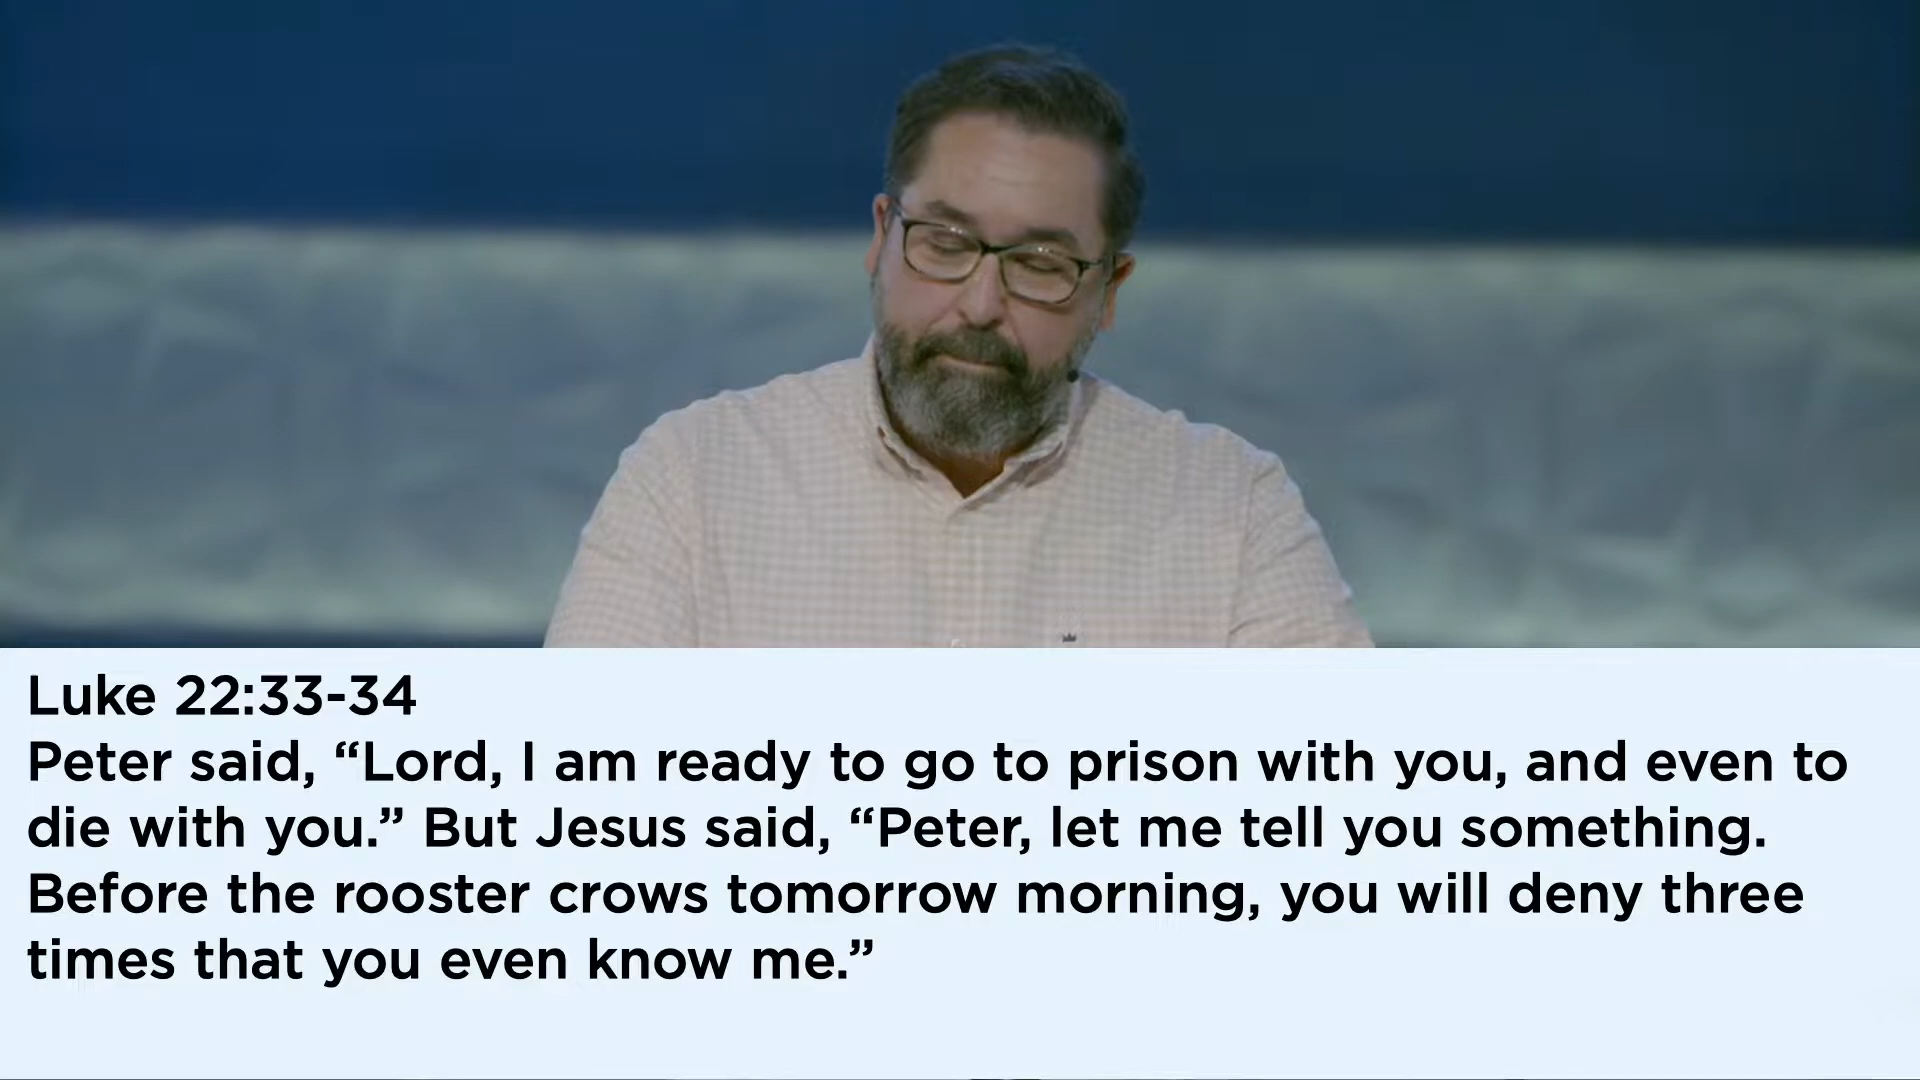 Luke 22:33-34
Peter said, “Lord, I am ready to go to prison with you, and even to
die with you.” But Jesus said, “Peter, let me tell you something.
Before the rooster crows tomorrow morning, you will deny three
times that you even know me.”